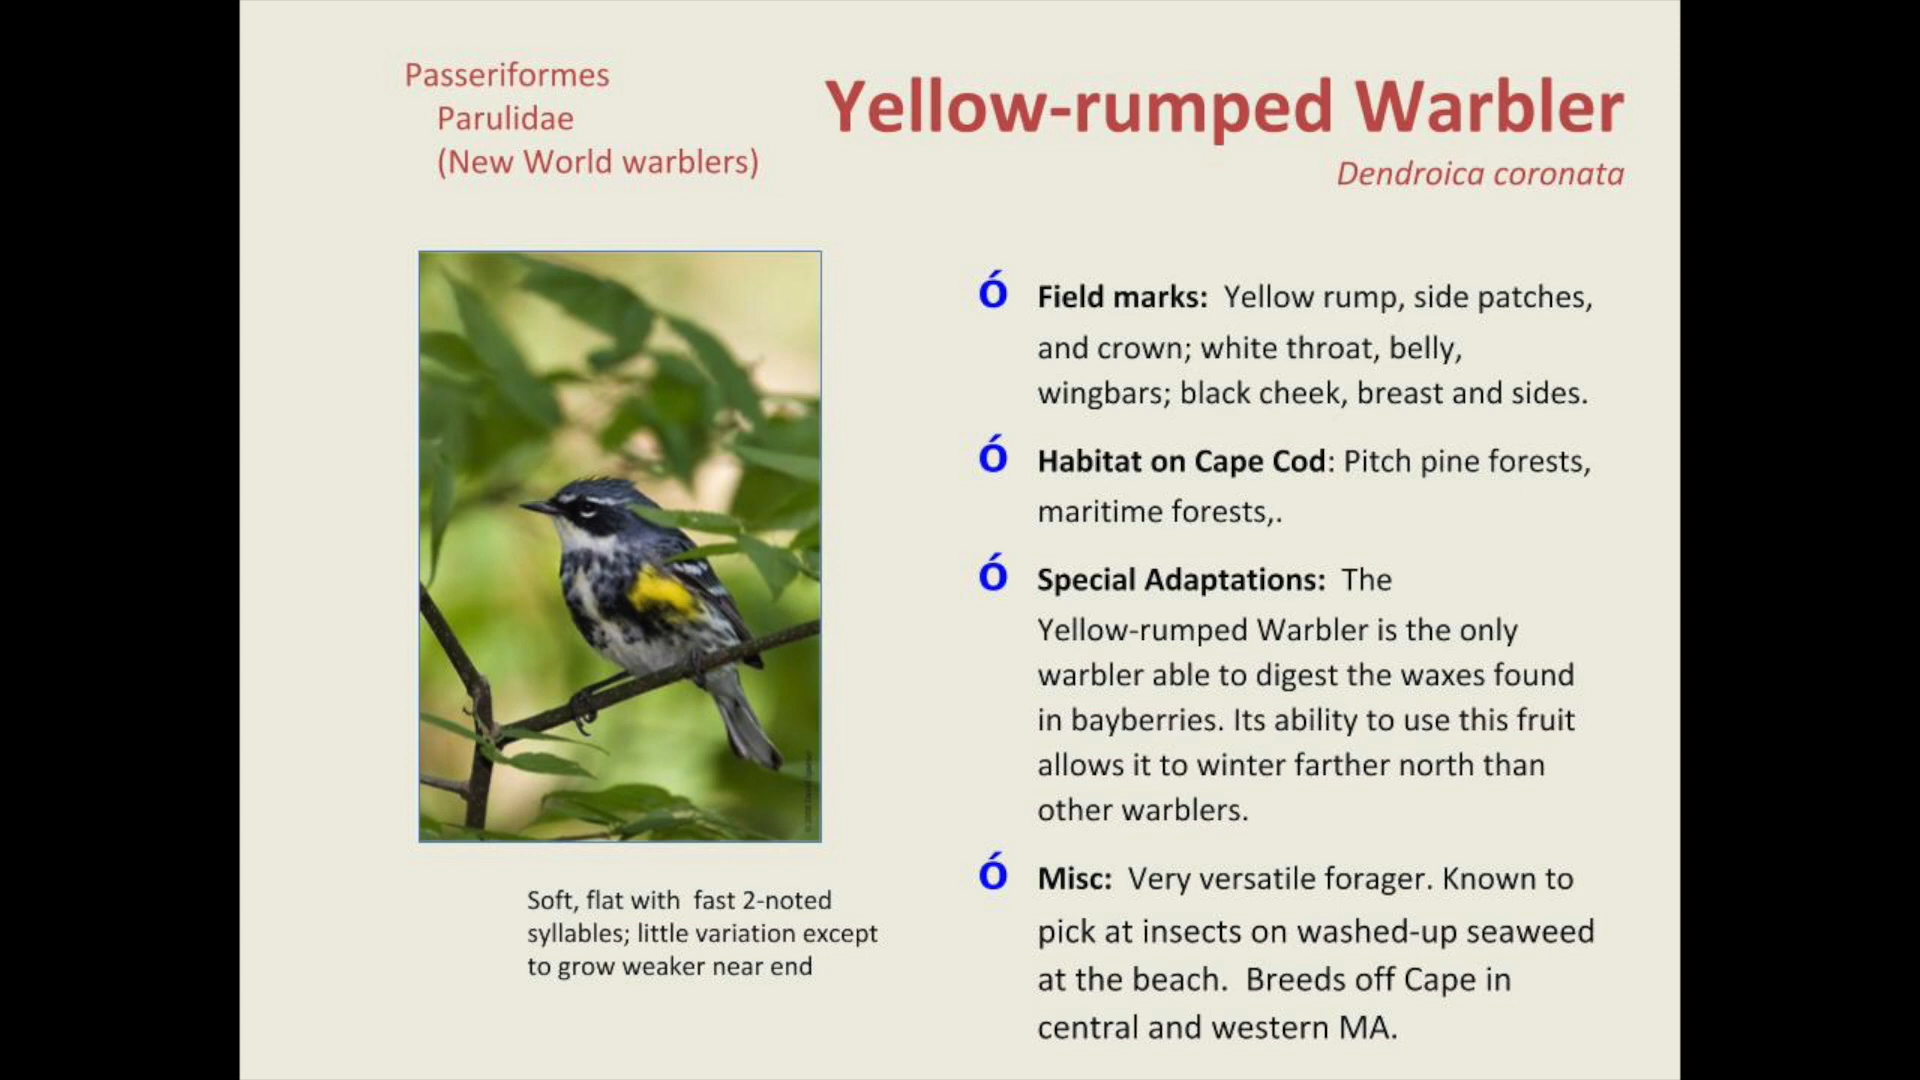 Passeriformes
Parulidae
(New World warblers)
Yellow-rumped Warbler
Dendroica coronata
Ó Field marks:  Yellow rump, side patches,
and crown; white throat, belly,
wingbars; black cheek, breast and sides.
Ó Habitat on Cape Cod: Pitch pine forests,
maritime forests,.
Ó Special Adaptations:  The
Yellow-rumped Warbler is the only
warbler able to digest the waxes found
in bayberries. Its ability to use this fruit
allows it to winter farther north than
other warblers.
Ó Misc:  Very versatile forager. Known to
pick at insects on washed-up seaweed
at the beach.  Breeds off Cape in
central and western MA.
Soft, flat with  fast 2-noted
syllables; little variation except
to grow weaker near end